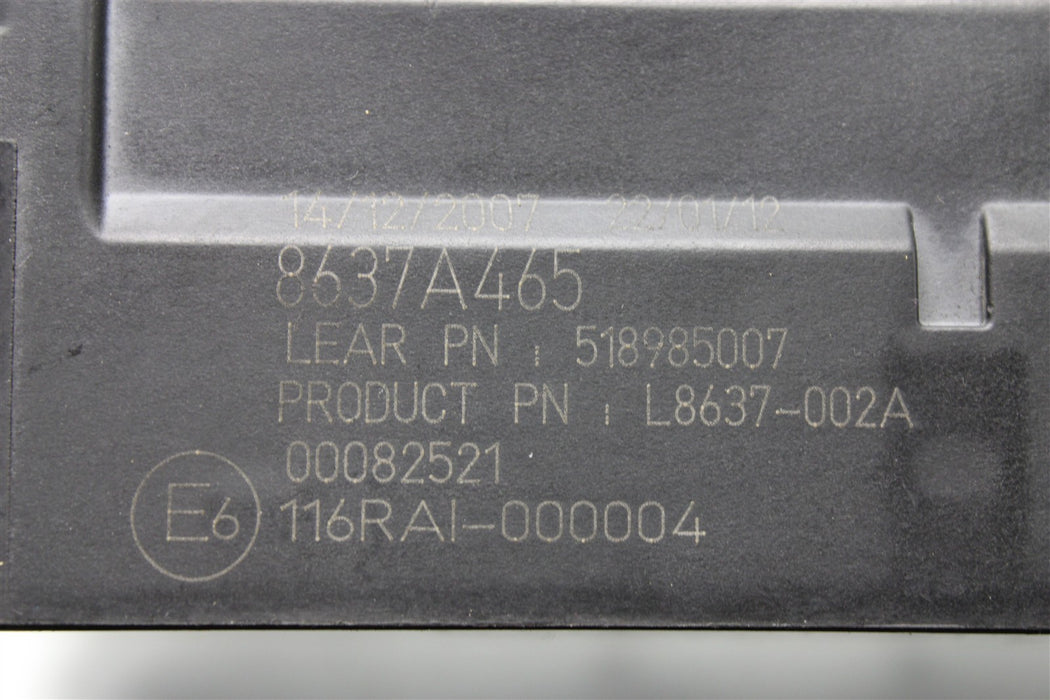 14/12/2007 22/01/12
8637A465
LEAR PN : 518985007
PRODUCT PN : L8637-002A
00082521
E6 116RAI-000004